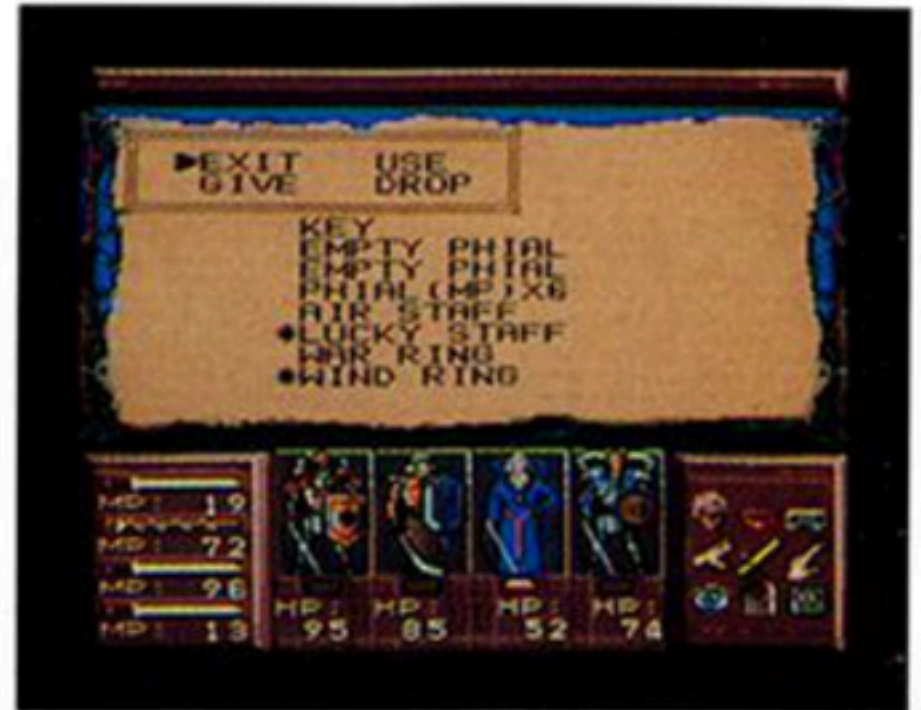 ▶EXIT USE
GIVE DROP
KEY
EMPTY PHIAL
EMPTY PHIAL
PHIAL(MP)X6
AIR STAFF
●LUCKY STAFF
WAR RING
●WIND RING
MP: 19
MP: 72
MP: 98
MP: 13
HP: HP: HP: HP:
95 85 52 74